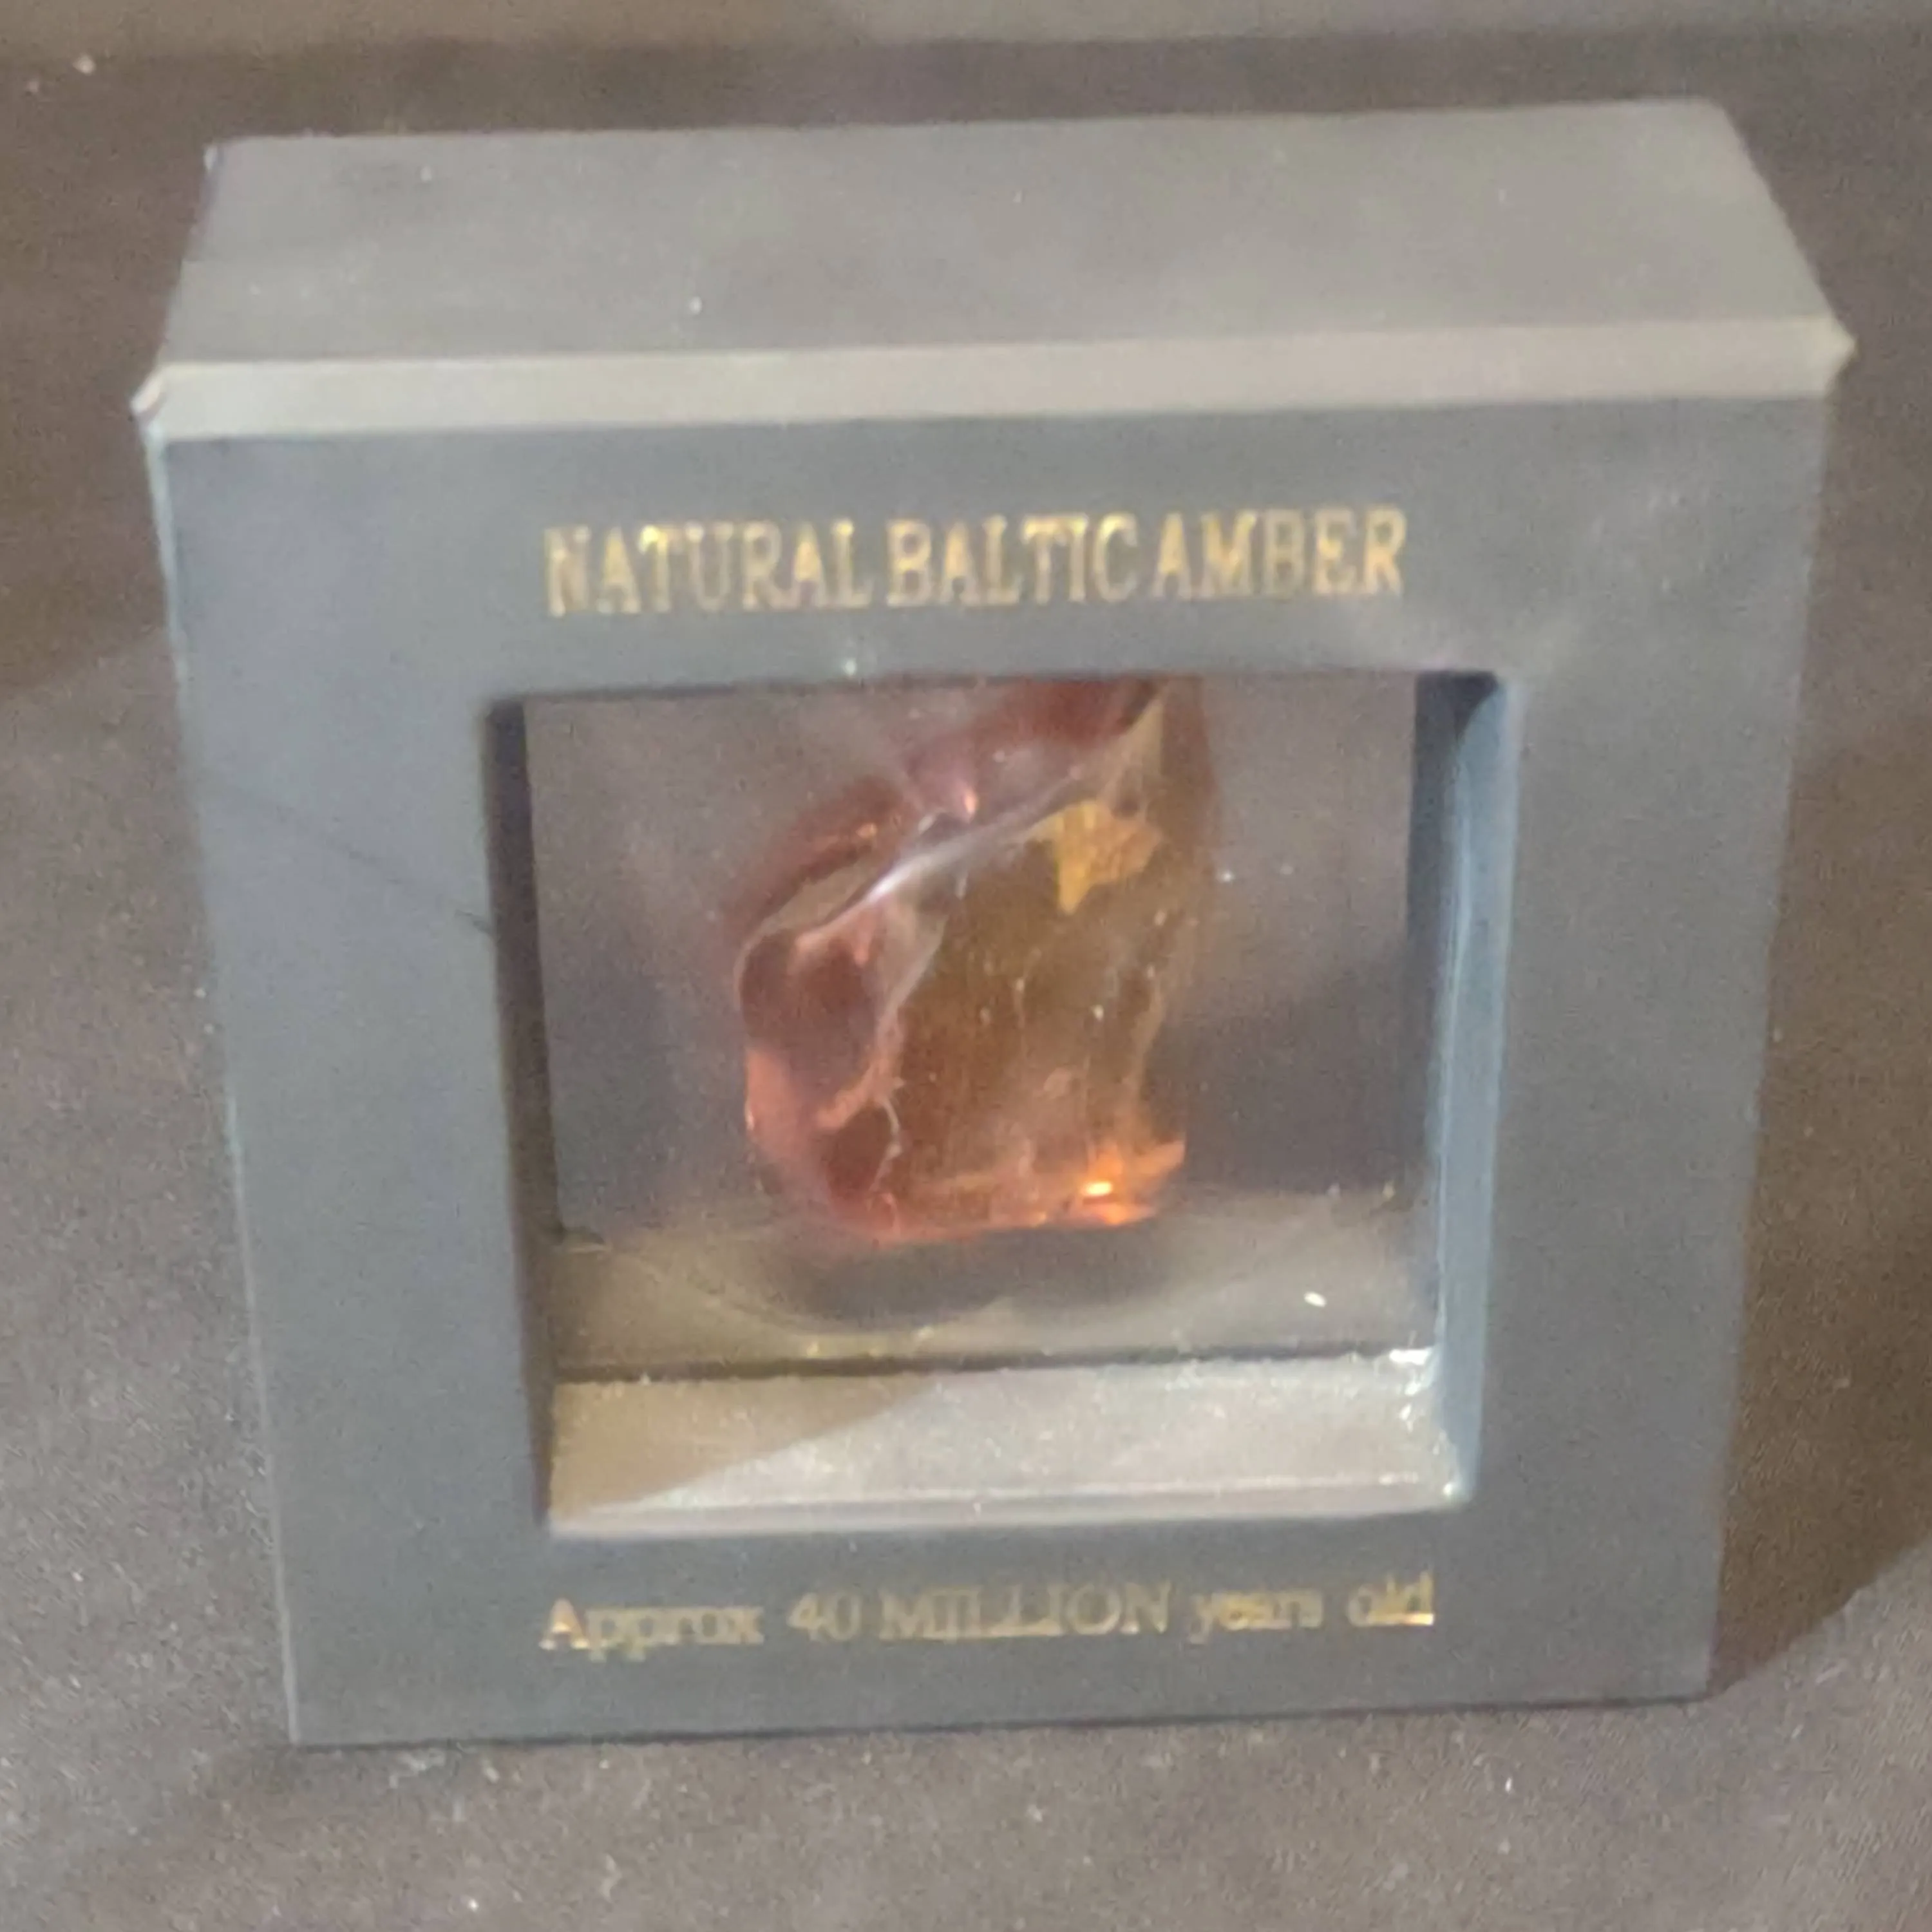 NATURAL BALTIC AMBER
Approx 40 MILLION years old